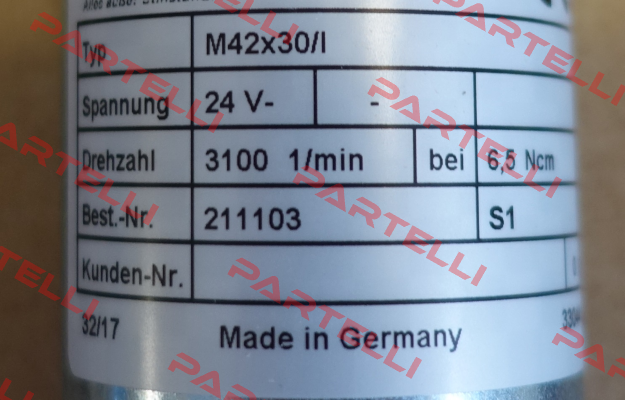 Typ M42x30/I
Spannung 24 V- -
Drehzahl 3100 1/min bei 6,5 Ncm
Best.-Nr. 211103 S1
Kunden-Nr.
32/17 Made in Germany
PARTELLI
PARTELLI
PARTELLI
PARTELLI
PARTELLI
PARTELLI